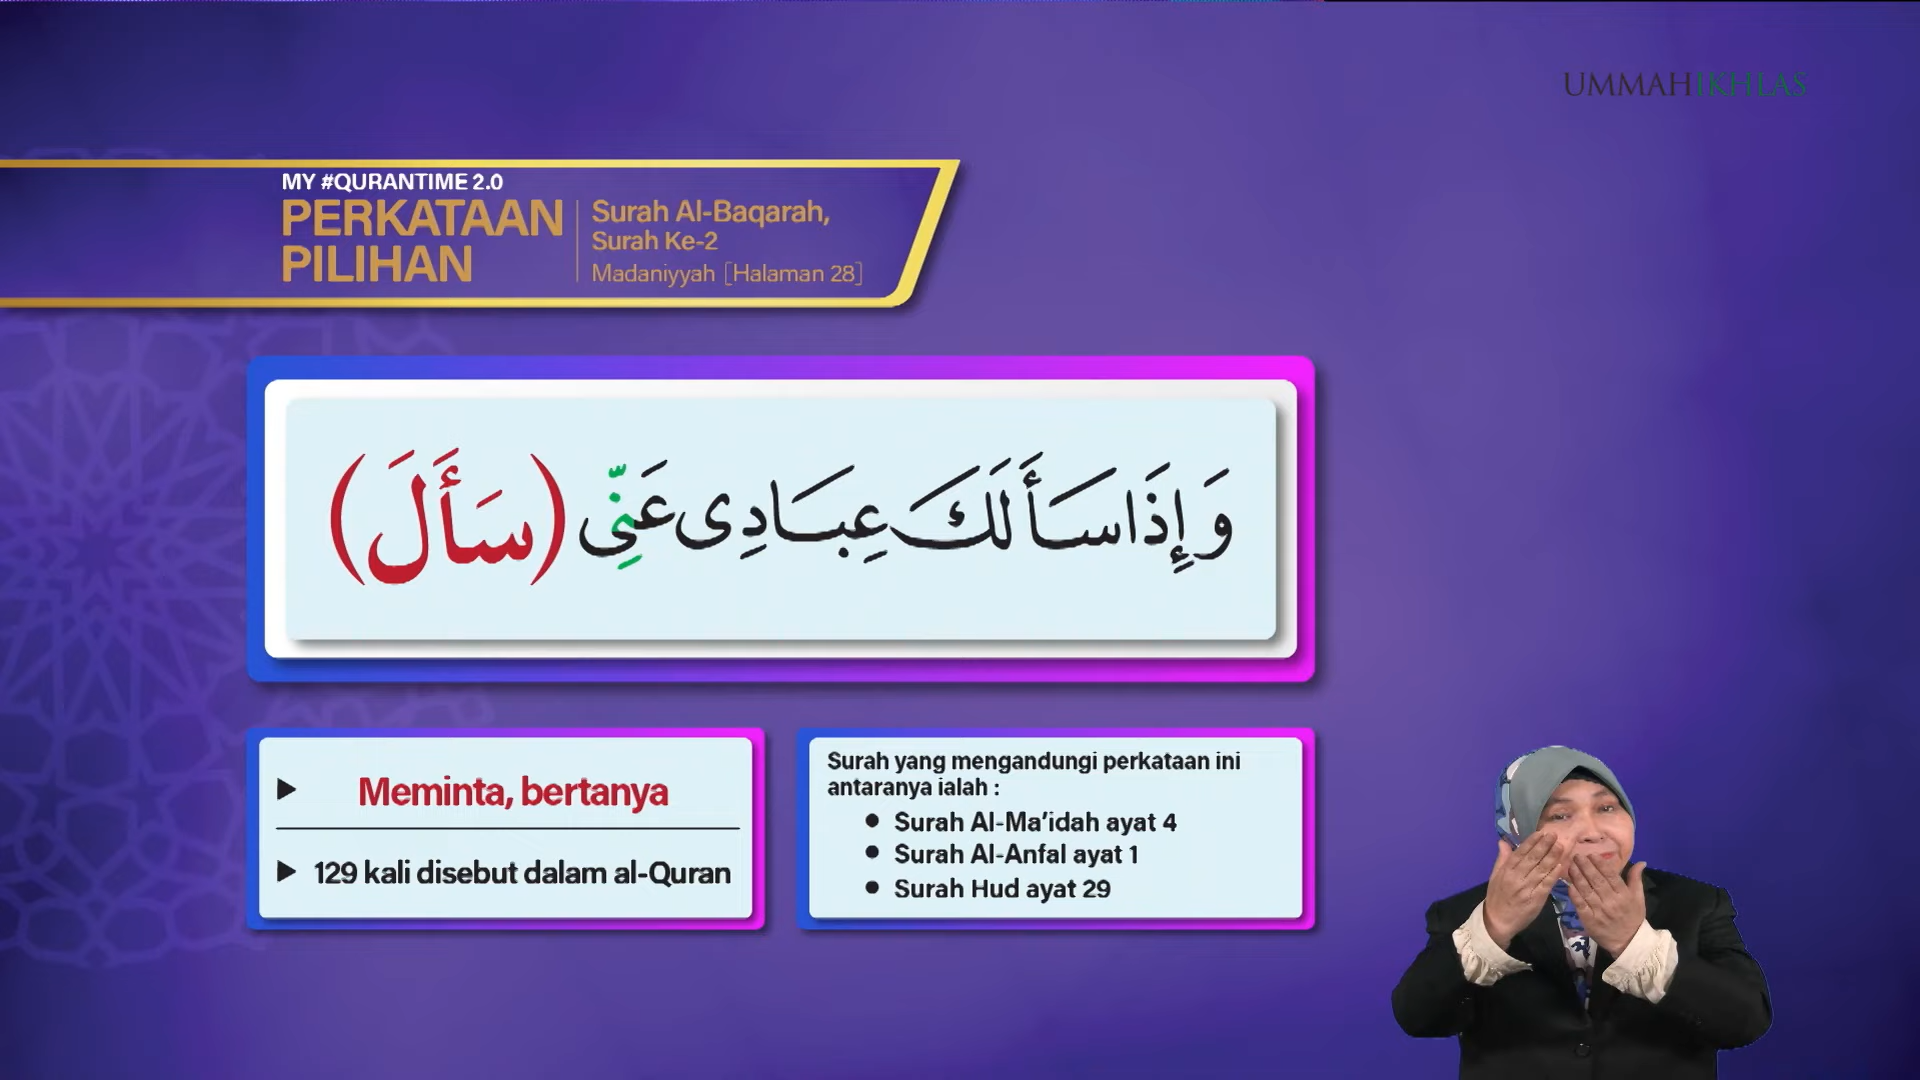 UMMAHIKHLAS
MY #QURANTIME 2.0
PERKATAAN
PILIHAN
Surah Al-Baqarah,
Surah Ke-2
Madaniyyah [Halaman 28]
وَإِذَا سَأَلَكَ عِبَادِى عَنِّى (سَأَلَ)
Meminta, bertanya
129 kali disebut dalam al-Quran
Surah yang mengandungi perkataan ini
antaranya ialah :
• Surah Al-Ma’idah ayat 4
• Surah Al-Anfal ayat 1
• Surah Hud ayat 29